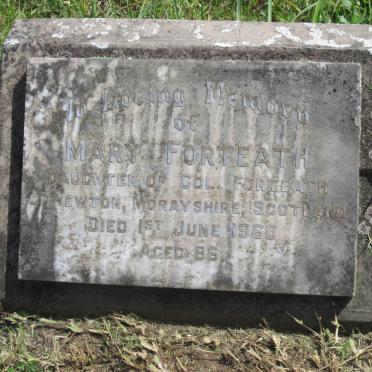 In Loving Memory
of
MARY FORTEATH
DAUGHTER OF COL. FORTEATH
OF NEWTON, MORAYSHIRE, SCOTLAND
DIED 1ST JUNE 1960
AGED 86